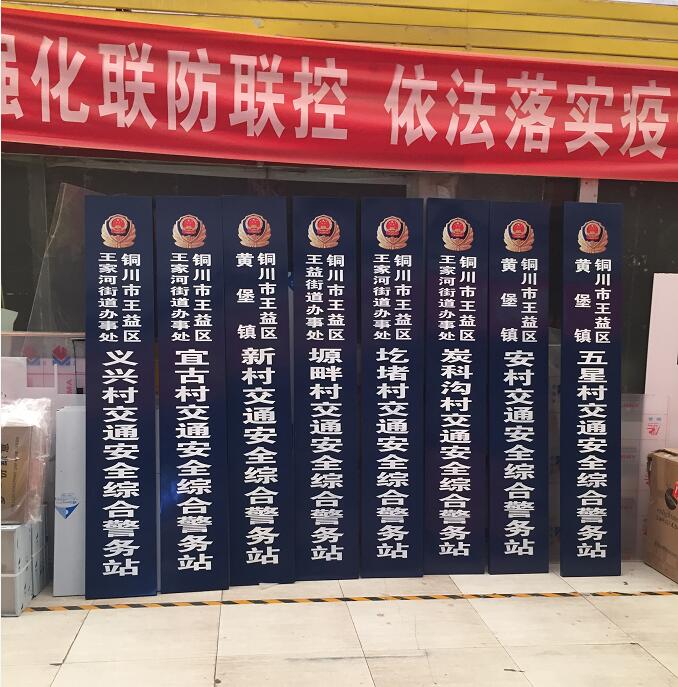 强化联防联控 依法落实疫
铜川市王益区
王家河街道办事处
义兴村交通安全综合警务站
铜川市王益区
王家河街道办事处
宜古村交通安全综合警务站
铜川市王益区
黄堡镇
新村交通安全综合警务站
铜川市王益区
王益街道办事处
塬畔村交通安全综合警务站
铜川市王益区
王家河街道办事处
圪堵村交通安全综合警务站
铜川市王益区
王家河街道办事处
炭科沟村交通安全综合警务站
铜川市王益区
黄堡镇
安村交通安全综合警务站
铜川市王益区
黄堡镇
五星村交通安全综合警务站